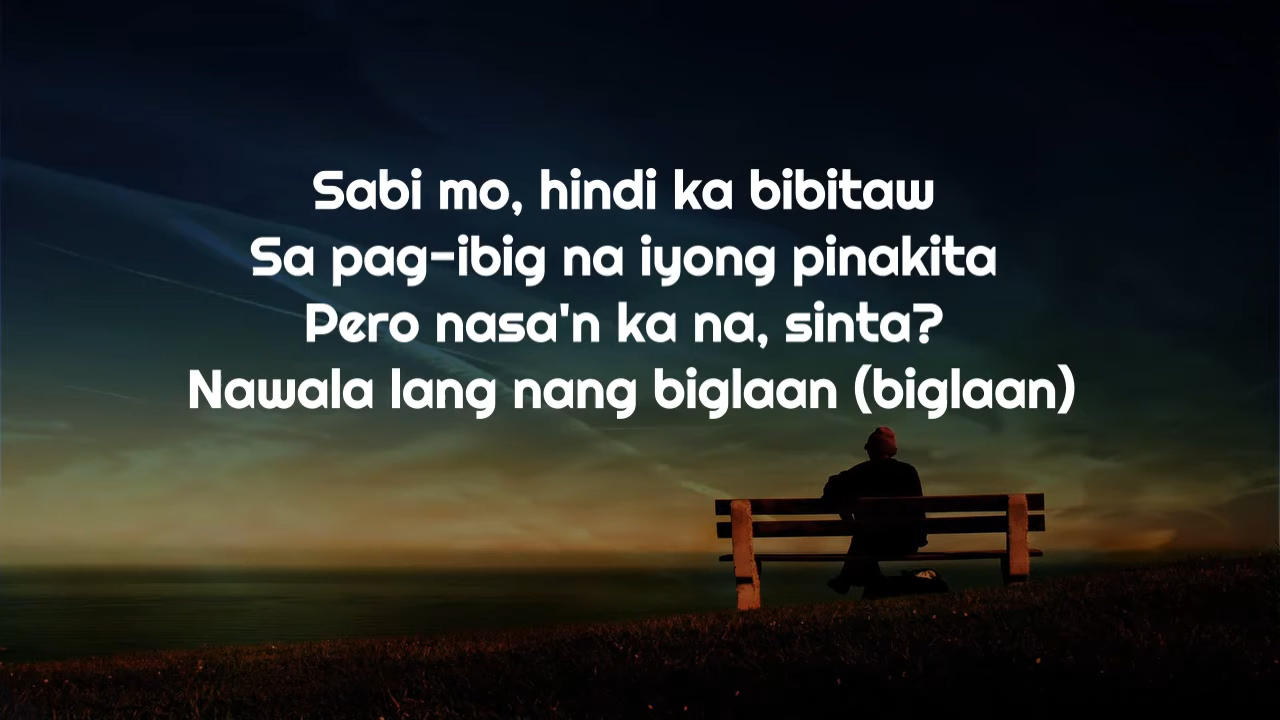 Sabi mo, hindi ka bibitaw
Sa pag-ibig na iyong pinakita
Pero nasa'n ka na, sinta?
Nawala lang nang biglaan (biglaan)